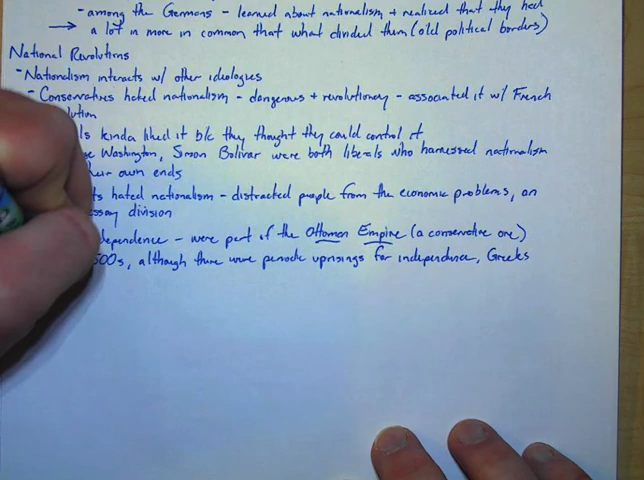 - among the Germans - learned about nationalism + realized that they had
→ a lot in more in common that what divided them (old political borders)
National Revolutions
- Nationalism interacts w/ other ideologies
- Conservatives hated nationalism - dangerous + revolutionary - associated it w/ French
lution
ls kinda liked it b/c they thought they could control it
Washington, Simon Bolivar were both liberals who harnessed nationalism
their own ends
ts hated nationalism - distracted people from the economic problems, an
ssary division
dependence - were part of the Ottoman Empire (a conservative one)
500s, although there were periodic uprisings for independence, Greeks